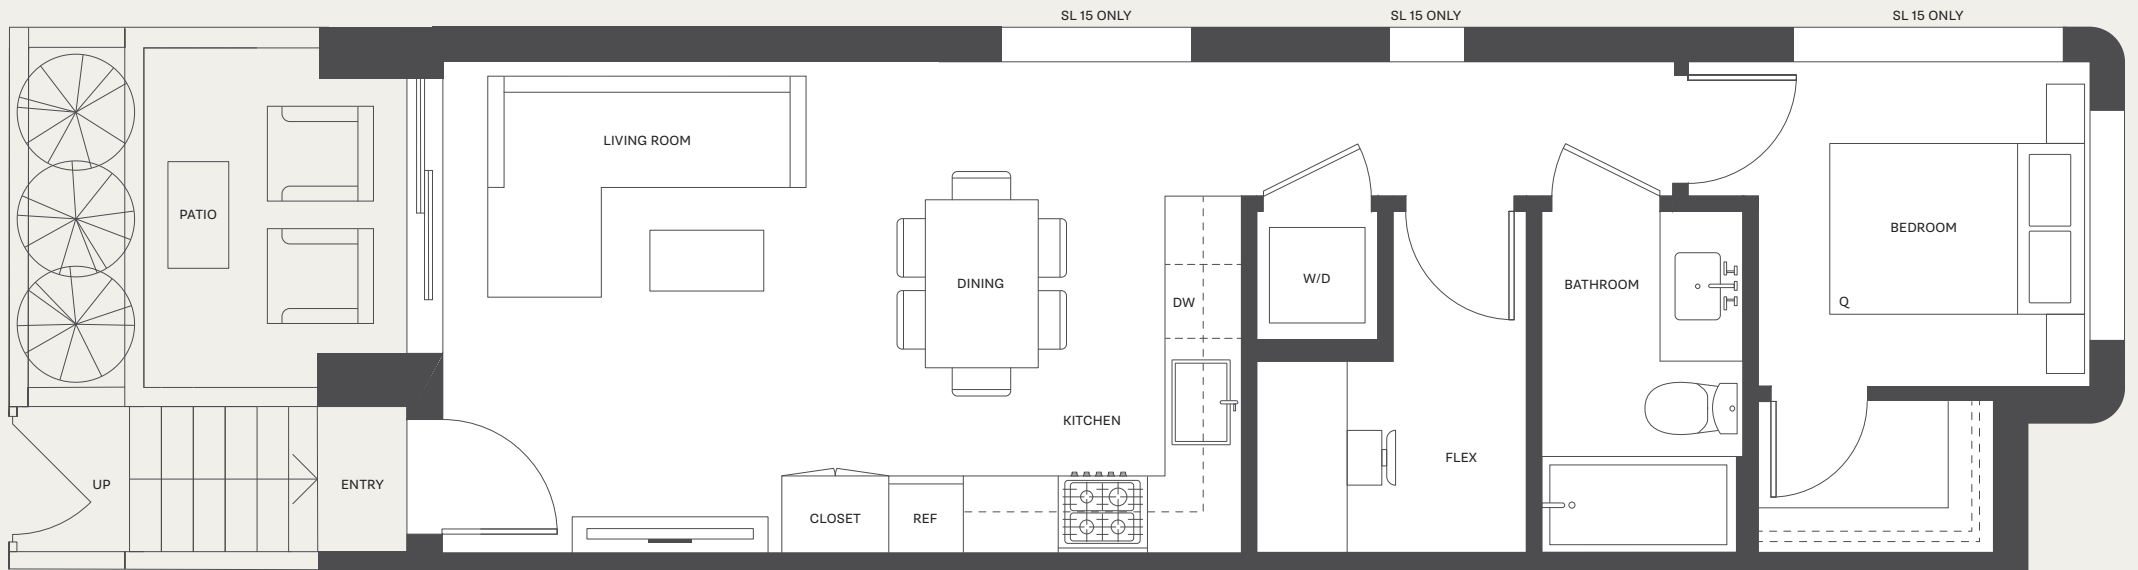 SL 15 ONLY
SL 15 ONLY
SL 15 ONLY
LIVING ROOM
PATIO
DINING
BEDROOM
W/D
BATHROOM
DW
Q
KITCHEN
FLEX
UP
ENTRY
CLOSET
REF